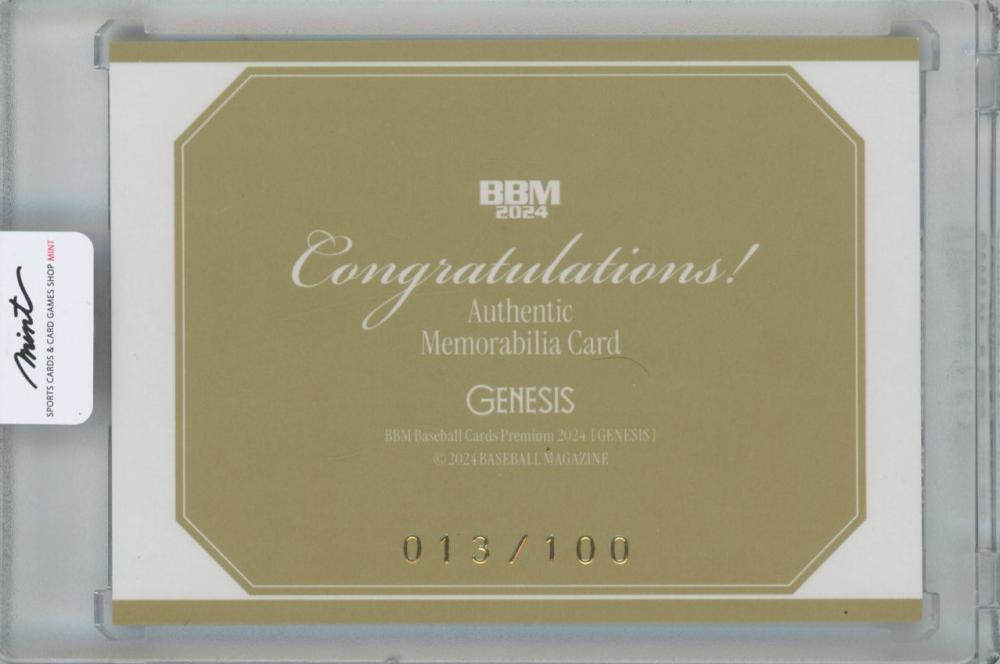 BBM
2024
Congratulations!
Authentic
Memorabilia Card
GENESIS
BBM Baseball Cards Premium 2024 [GENESIS]
©2024 BASEBALL MAGAZINE
013/100
mint
SPORTS CARDS & CARD GAMES SHOP MINT